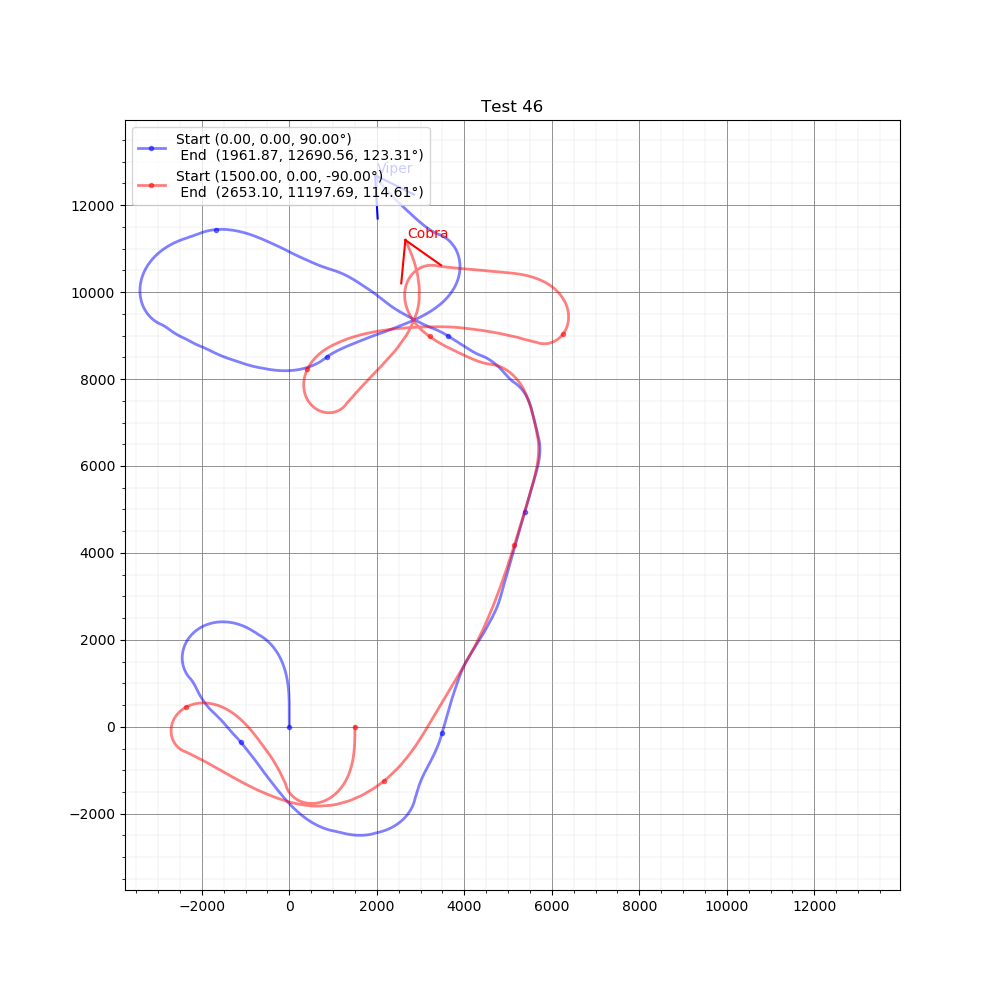 Test 46
Start (0.00, 0.00, 90.00°)
End (1961.87, 12690.56, 123.31°)
Start (1500.00, 0.00, -90.00°)
End (2653.10, 11197.69, 114.61°)
Viper
Cobra
12000
10000
8000
6000
4000
2000
0
−2000
−2000 0 2000 4000 6000 8000 10000 12000